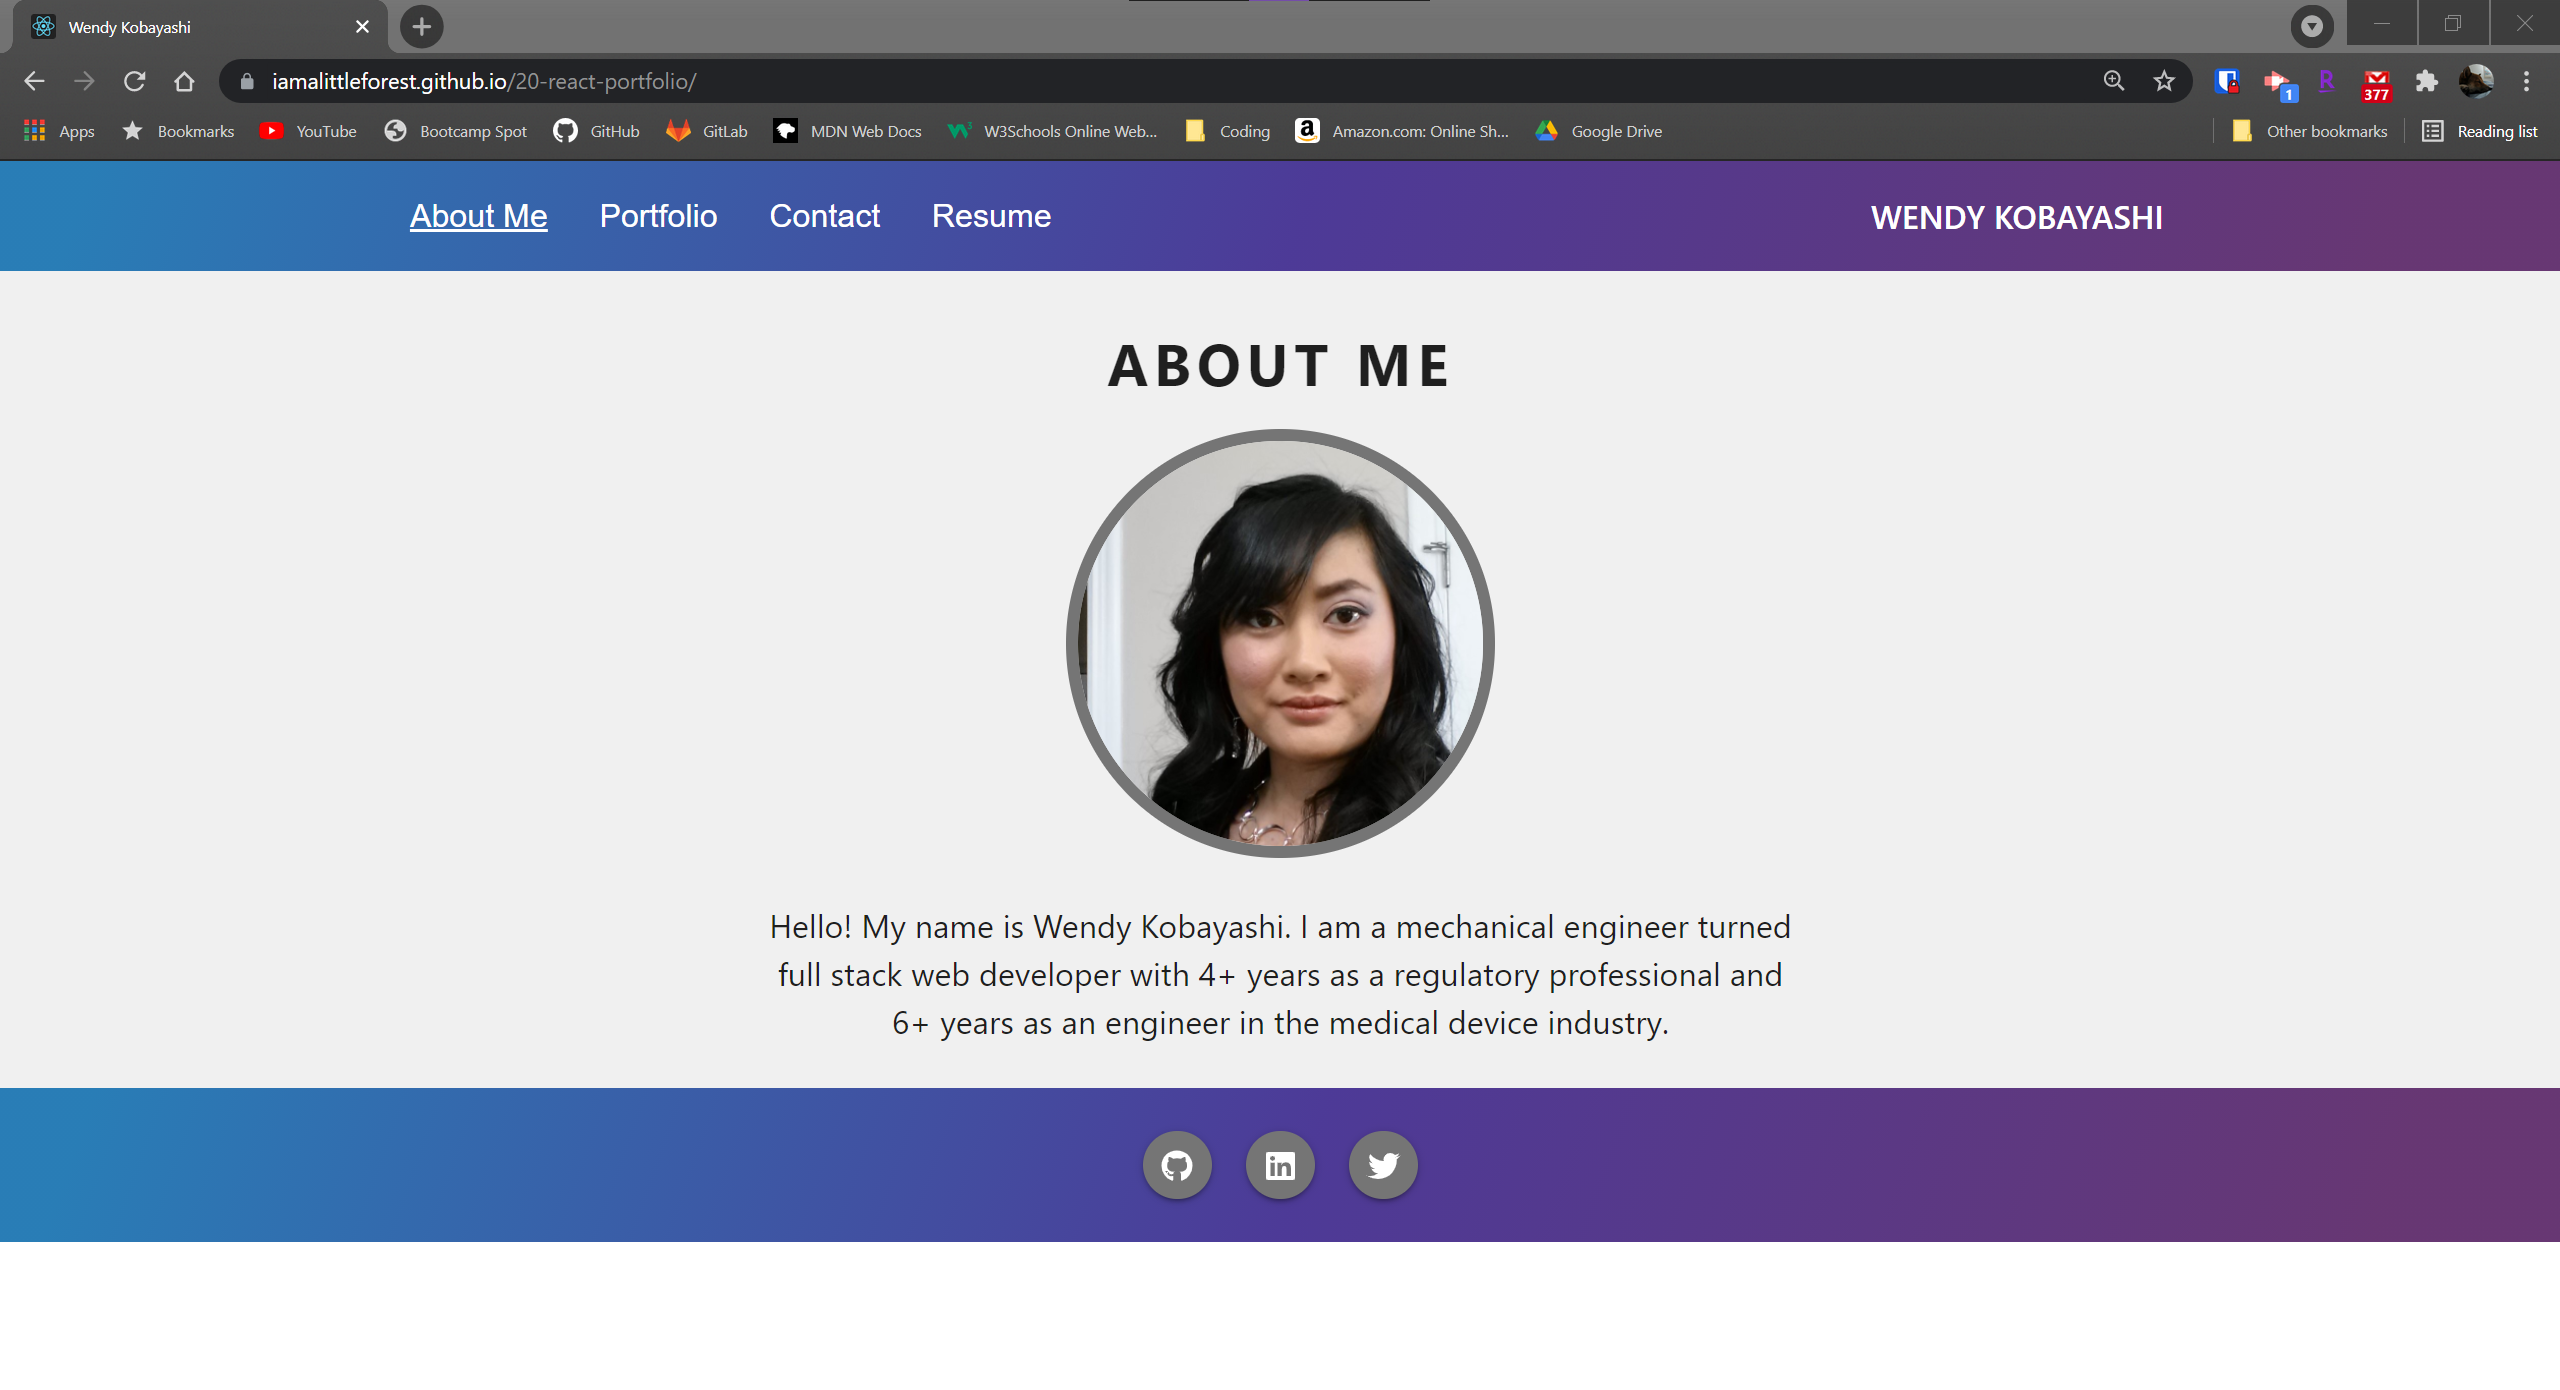 Wendy Kobayashi
iamalittleforest.github.io/20-react-portfolio/
1
R
377
Apps Bookmarks YouTube Bootcamp Spot GitHub GitLab MDN Web Docs W3Schools Online Web... Coding Amazon.com: Online Sh... Google Drive Other bookmarks Reading list
About Me Portfolio Contact Resume WENDY KOBAYASHI
ABOUT ME
Hello! My name is Wendy Kobayashi. I am a mechanical engineer turned
full stack web developer with 4+ years as a regulatory professional and
6+ years as an engineer in the medical device industry.
in